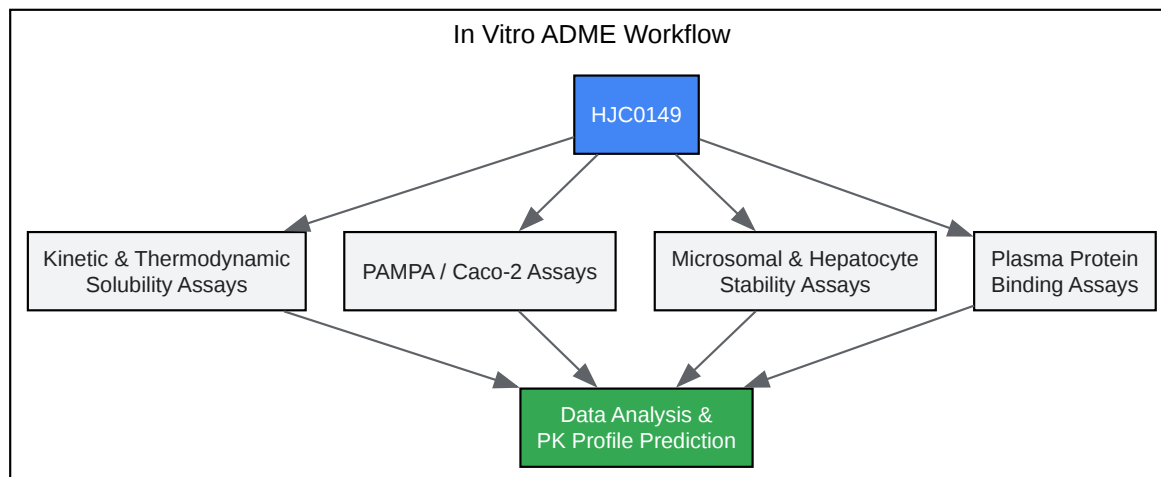 In Vitro ADME Workflow
HJC0149
Kinetic & Thermodynamic
Solubility Assays
PAMPA / Caco-2 Assays
Microsomal & Hepatocyte
Stability Assays
Plasma Protein
Binding Assays
Data Analysis &
PK Profile Prediction